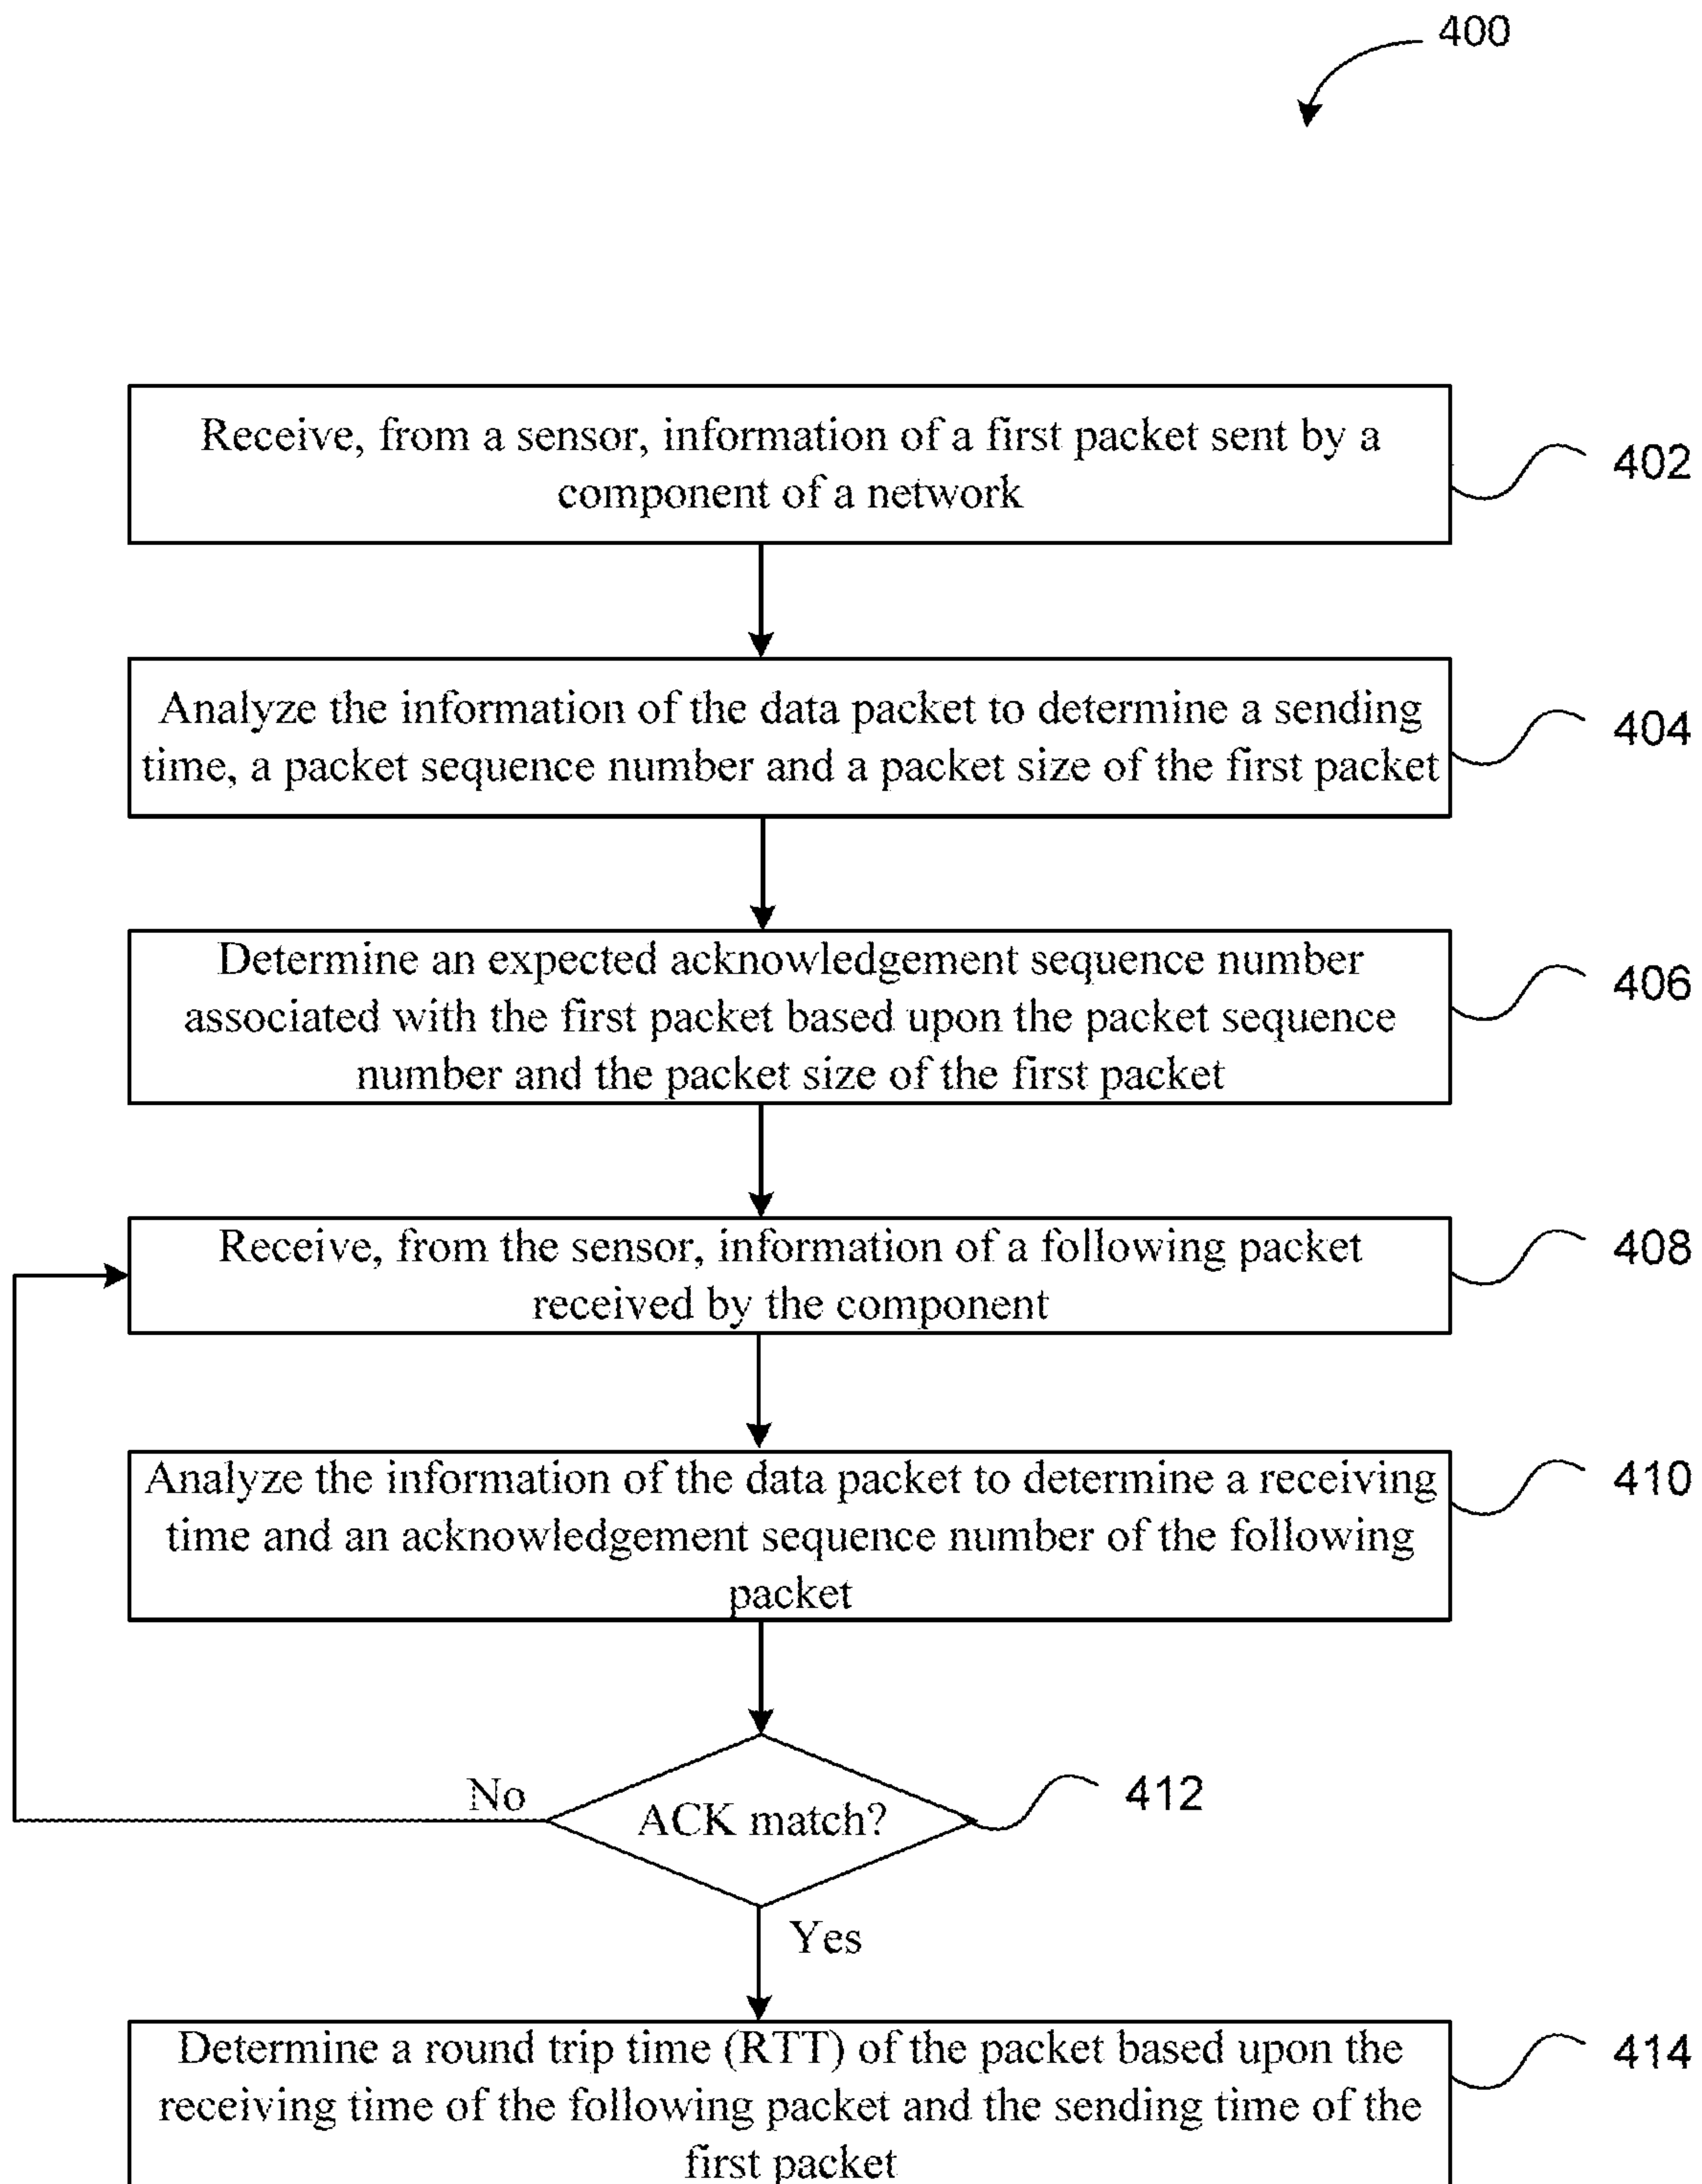 400
Receive, from a sensor, information of a first packet sent by a
component of a network
402
Analyze the information of the data packet to determine a sending
time, a packet sequence number and a packet size of the first packet
404
Determine an expected acknowledgement sequence number
associated with the first packet based upon the packet sequence
number and the packet size of the first packet
406
Receive, from the sensor, information of a following packet
received by the component
408
Analyze the information of the data packet to determine a receiving
time and an acknowledgement sequence number of the following
packet
410
No
ACK match?
412
Yes
Determine a round trip time (RTT) of the packet based upon the
receiving time of the following packet and the sending time of the
first packet
414